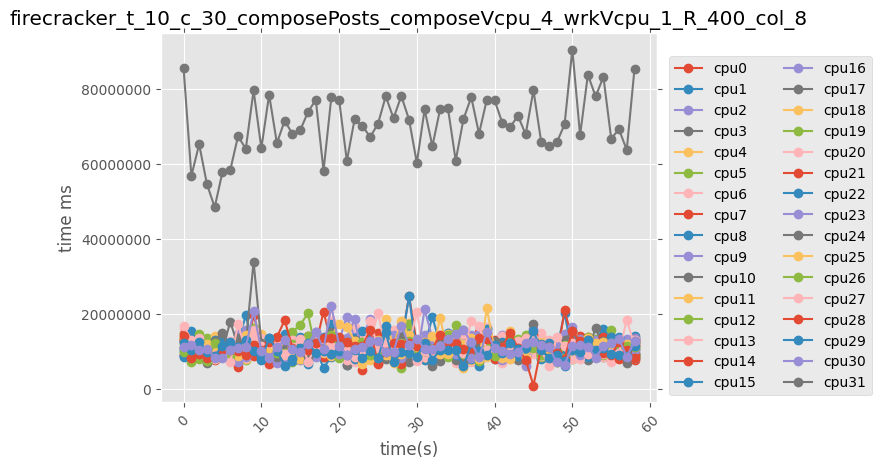 firecracker_t_10_c_30_composePosts_composeVcpu_4_wrkVcpu_1_R_400_col_8
80000000
60000000
40000000
20000000
0
time ms
0 10 20 30 40 50 60
time(s)
cpu0 cpu16
cpu1 cpu17
cpu2 cpu18
cpu3 cpu19
cpu4 cpu20
cpu5 cpu21
cpu6 cpu22
cpu7 cpu23
cpu8 cpu24
cpu9 cpu25
cpu10 cpu26
cpu11 cpu27
cpu12 cpu28
cpu13 cpu29
cpu14 cpu30
cpu15 cpu31